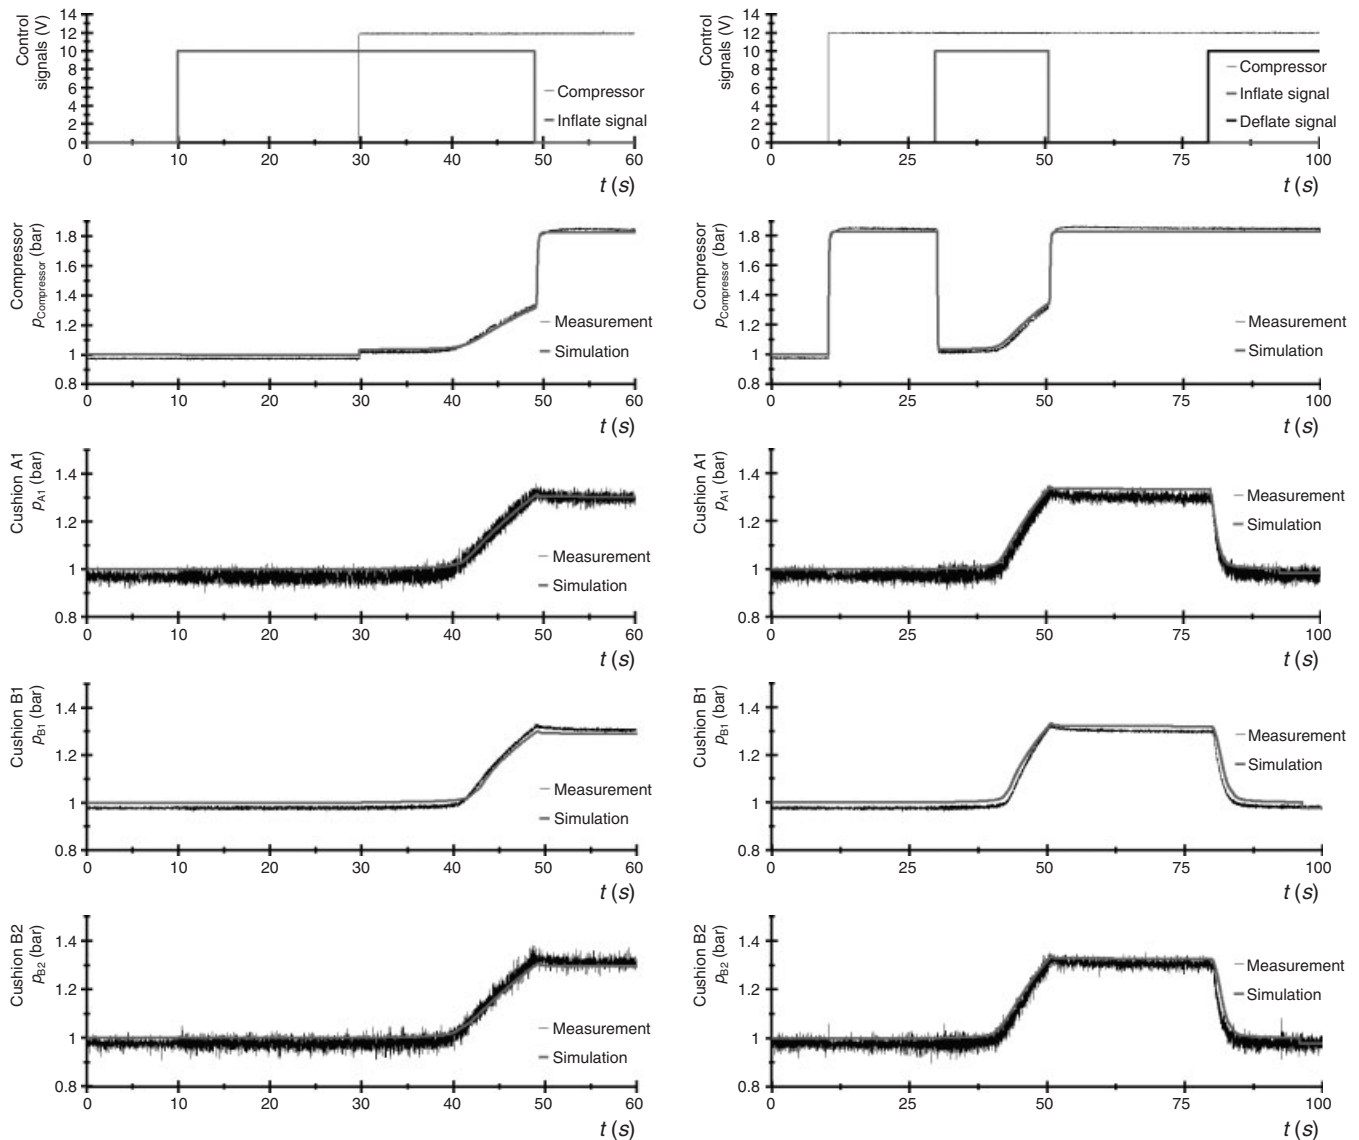 Control
signals (V)
14
12
10
8
6
4
2
0
Compressor
Inflate signal
0 10 20 30 40 50 60
t (s)
Control
signals (V)
14
12
10
8
6
4
2
0
Compressor
Inflate signal
Deflate signal
0 25 50 75 100
t (s)
Compressor
pCompressor (bar)
1.8
1.6
1.4
1.2
1
0.8
Measurement
Simulation
0 10 20 30 40 50 60
t (s)
Compressor
pCompressor (bar)
1.8
1.6
1.4
1.2
1
0.8
Measurement
Simulation
0 25 50 75 100
t (s)
Cushion A1
pA1 (bar)
1.4
1.2
1
0.8
Measurement
Simulation
0 10 20 30 40 50 60
t (s)
Cushion A1
pA1 (bar)
1.4
1.2
1
0.8
Measurement
Simulation
0 25 50 75 100
t (s)
Cushion B1
pB1 (bar)
1.4
1.2
1
0.8
Measurement
Simulation
0 10 20 30 40 50 60
t (s)
Cushion B1
pB1 (bar)
1.4
1.2
1
0.8
Measurement
Simulation
0 25 50 75 100
t (s)
Cushion B2
pB2 (bar)
1.4
1.2
1
0.8
Measurement
Simulation
0 10 20 30 40 50 60
t (s)
Cushion B2
pB2 (bar)
1.4
1.2
1
0.8
Measurement
Simulation
0 25 50 75 100
t (s)